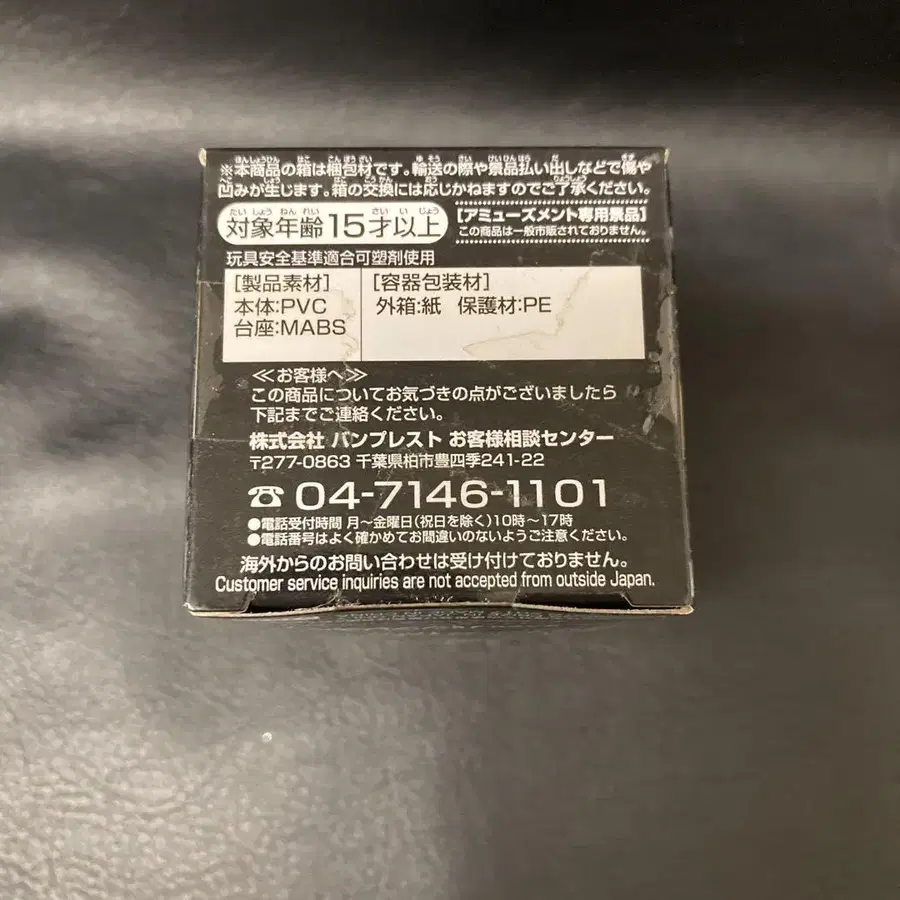 ※本商品の箱は梱包材です。輸送の際や景品払い出しなどで傷や
凹みが生じます。箱の交換には応じかねますのでご了承ください。
対象年齢15才以上
[アミューズメント専用景品]
この商品は一般市販されておりません。
玩具安全基準適合可塑剤使用
[製品素材]
本体:PVC
台座:MABS
[容器包装材]
外箱:紙 保護材:PE
≪お客様へ≫
この商品についてお気づきの点がございましたら
下記までご連絡ください。
株式会社 バンプレスト お客様相談センター
〒277-0863 千葉県柏市豊四季241-22
☎ 04-7146-1101
●電話受付時間 月〜金曜日(祝日を除く)10時〜17時
●電話番号はよく確かめてお間違いのないようご注意ください。
海外からのお問い合わせは受け付けておりません。
Customer service inquiries are not accepted from outside Japan.